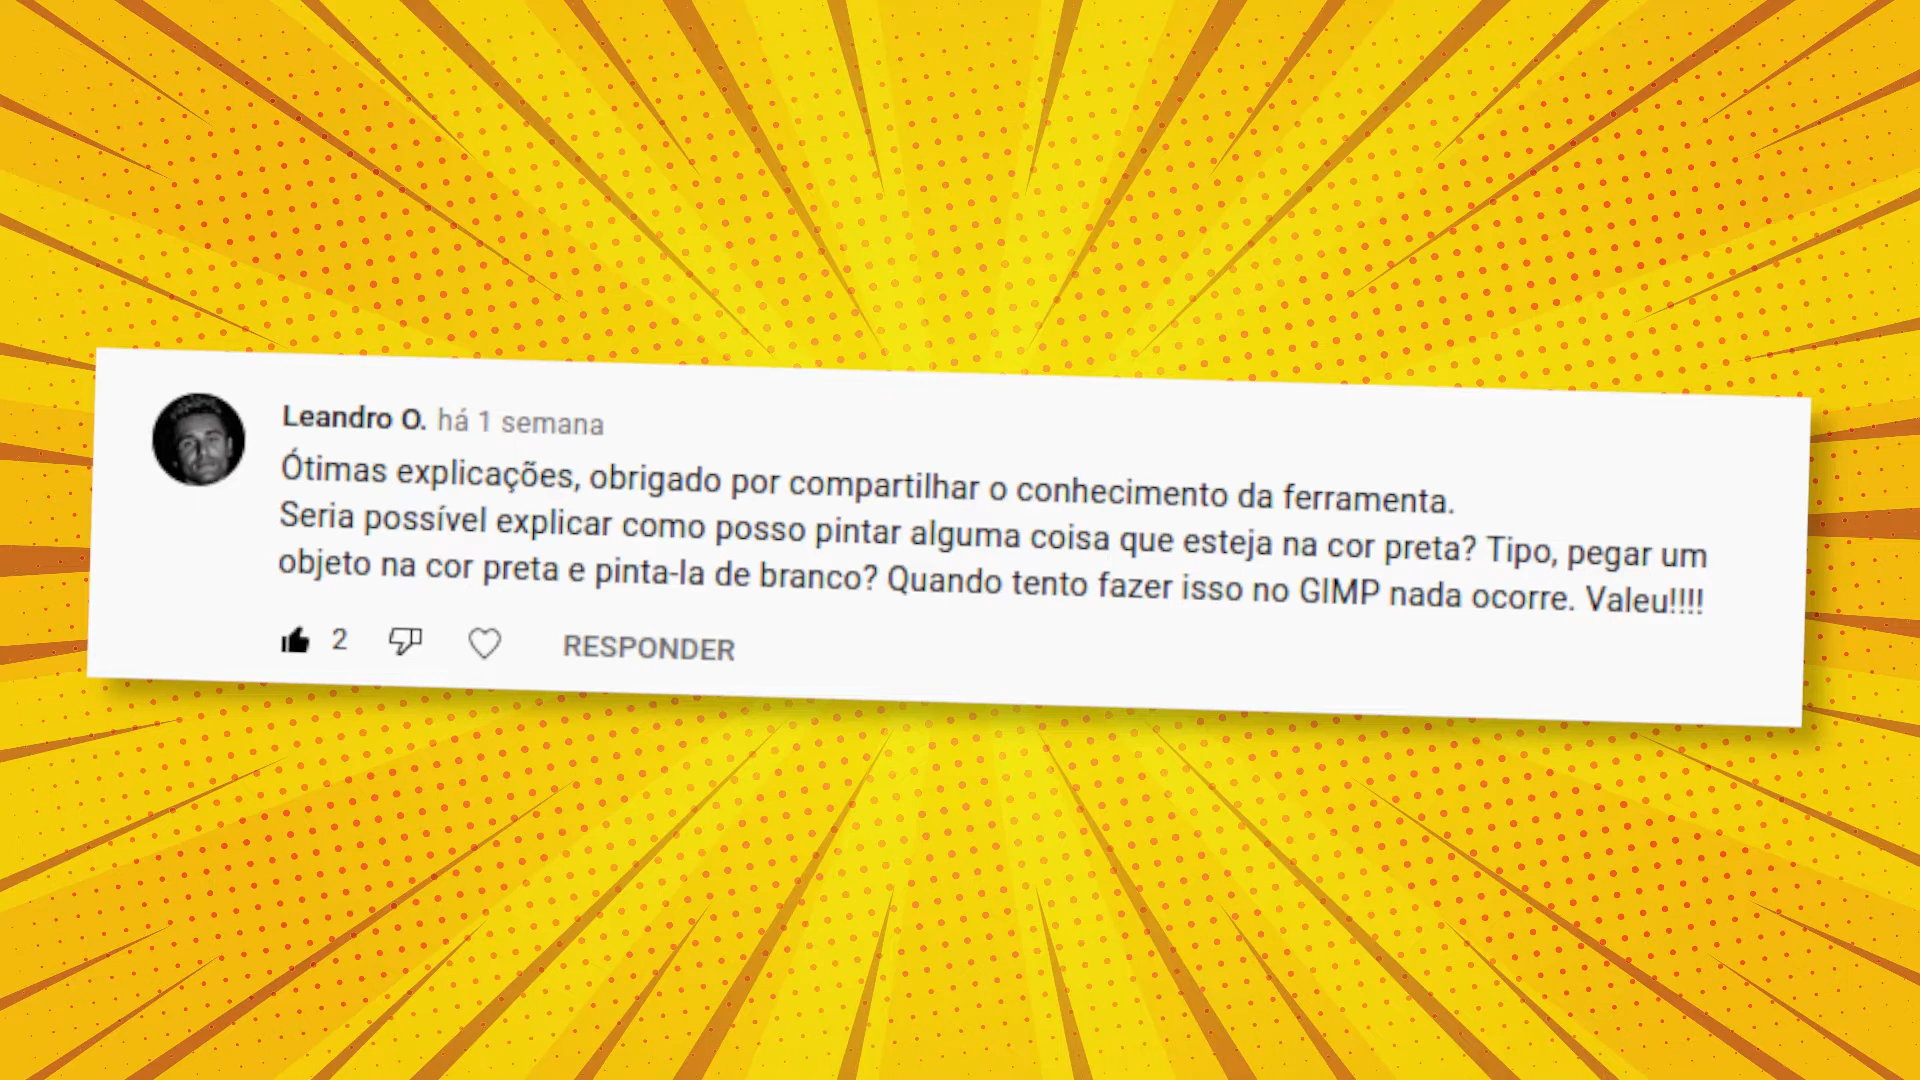 Leandro O. há 1 semana
Ótimas explicações, obrigado por compartilhar o conhecimento da ferramenta.
Seria possível explicar como posso pintar alguma coisa que esteja na cor preta? Tipo, pegar um
objeto na cor preta e pinta-la de branco? Quando tento fazer isso no GIMP nada ocorre. Valeu!!!!
2 RESPONDER